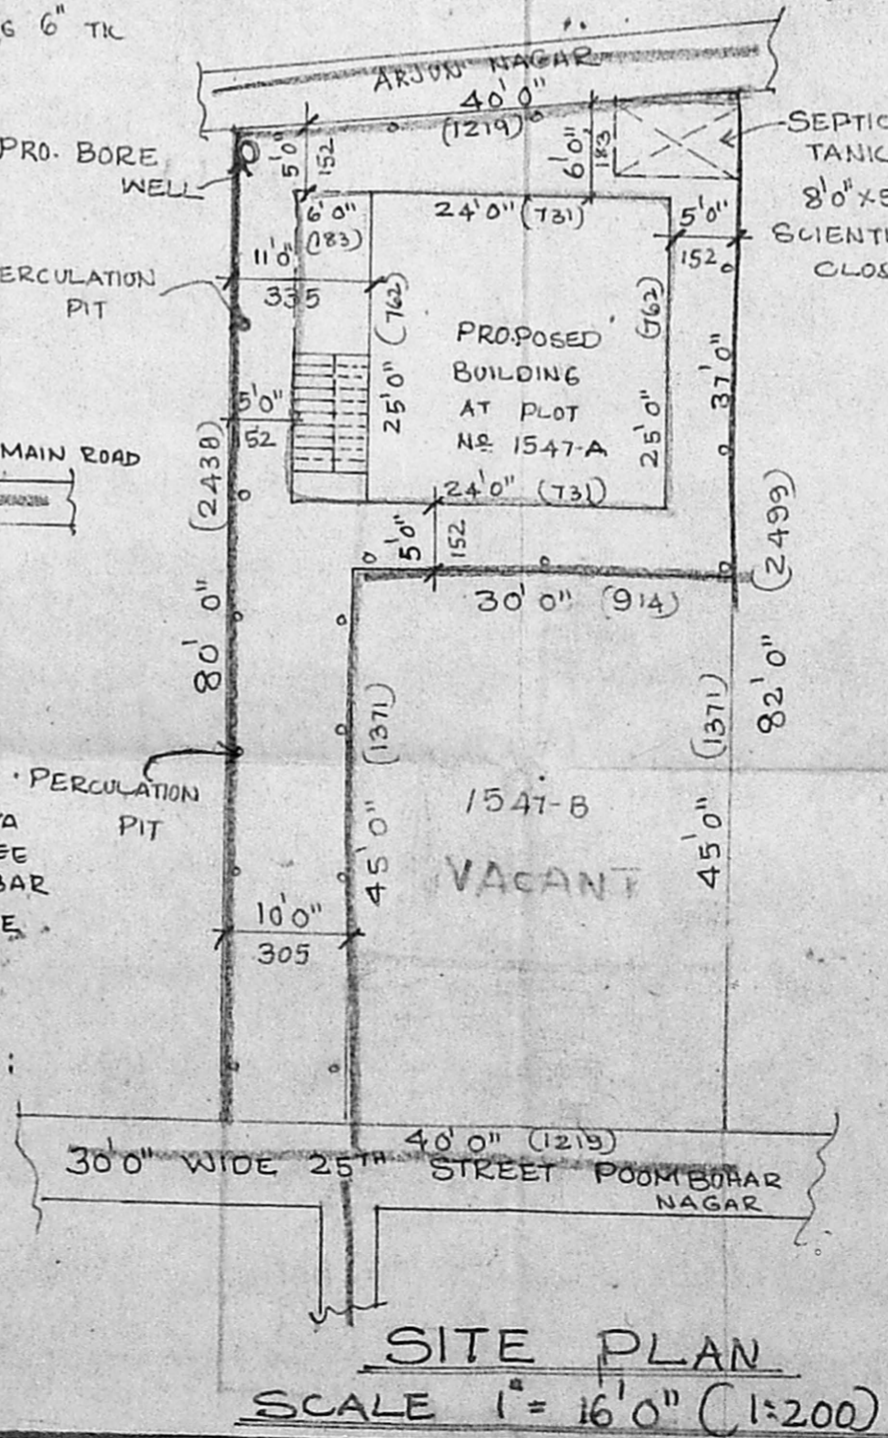 G 6" TK
ARJUN NAGAR
40'0"
(1219)
PRO. BORE
WELL
5'0"
152
6'0"
183
SEPTIC
TANK
8'0" X 5
SCIENTI
CLOS
6'0"
(183)
24'0" (731)
5'0"
152
11'0"
335
ERCULATION
PIT
25'0" (762)
PROPOSED
BUILDING
AT PLOT
No 1547-A
25'0" (762)
37'0"
5'0"
152
24'0" (731)
MAIN ROAD
80'0" (2438)
5'0"
152
30'0" (914)
82'0" (2499)
45'0" (1371)
45'0" (1371)
PERCULATION
PIT
1547-B
VACANT
A
EE
BAR
E
10'0"
305
40'0" (1219)
30'0" WIDE 25TH STREET POOMBUHAR
NAGAR
SITE PLAN
SCALE 1" = 16'0" (1:200)